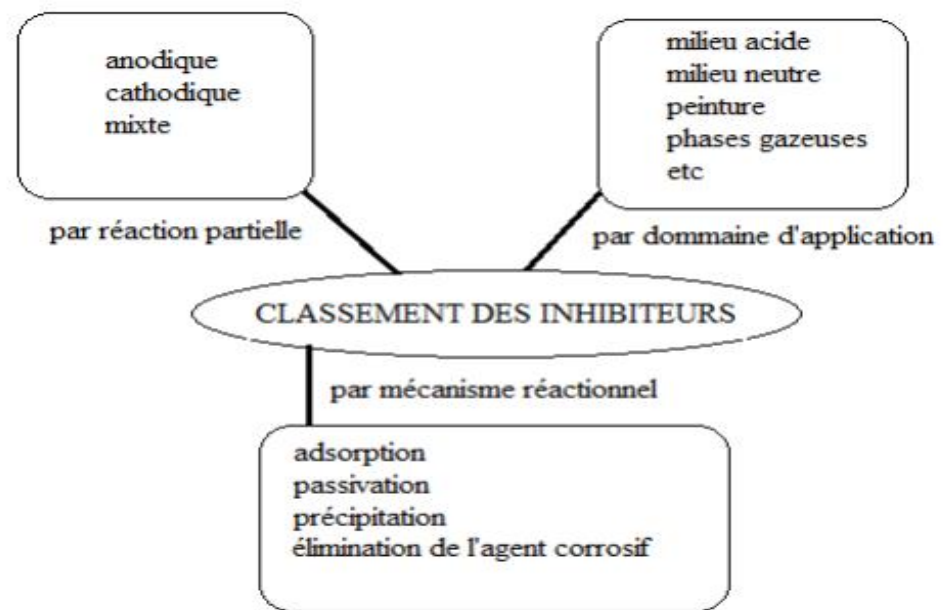 anodique
cathodique
mixte
milieu acide
milieu neutre
peinture
phases gazeuses
etc
par réaction partielle
par dommaine d'application
CLASSEMENT DES INHIBITEURS
par mécanisme réactionnel
adsorption
passivation
précipitation
élimination de l'agent corrosif